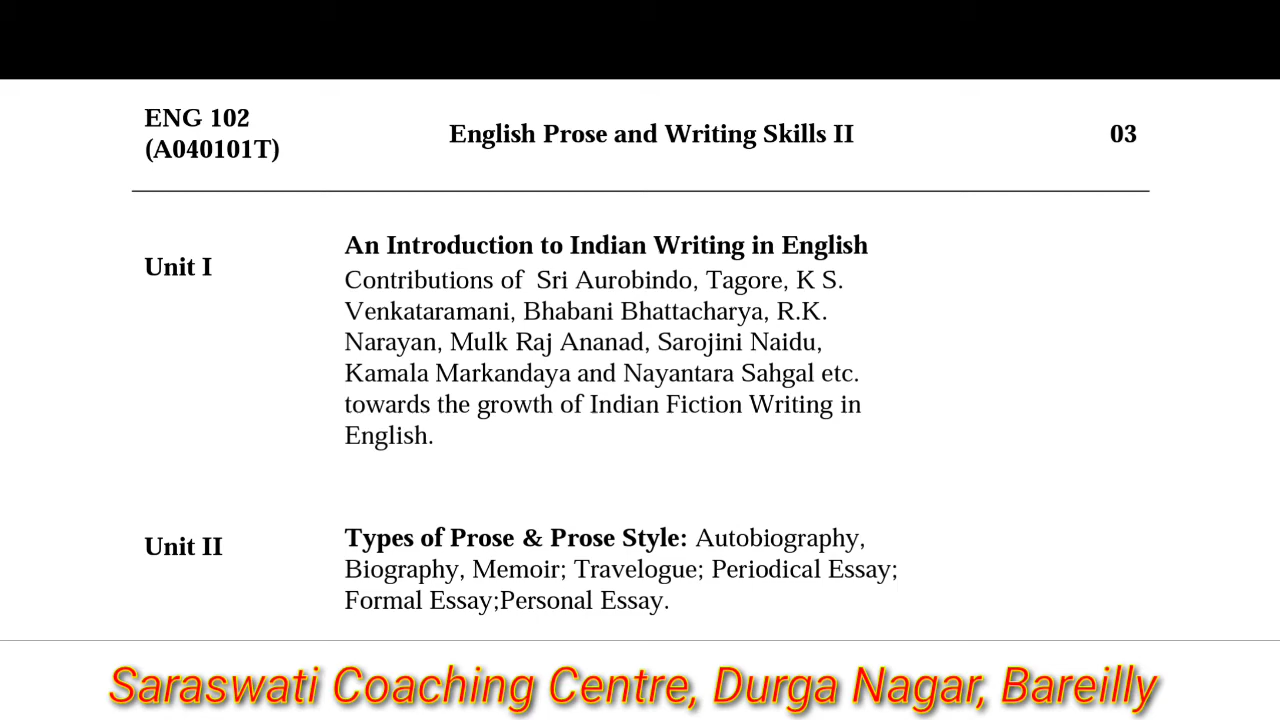 ENG 102
(A040101T)
English Prose and Writing Skills II
03
Unit I
An Introduction to Indian Writing in English
Contributions of Sri Aurobindo, Tagore, K S.
Venkataramani, Bhabani Bhattacharya, R.K.
Narayan, Mulk Raj Ananad, Sarojini Naidu,
Kamala Markandaya and Nayantara Sahgal etc.
towards the growth of Indian Fiction Writing in
English.
Unit II
Types of Prose & Prose Style: Autobiography,
Biography, Memoir; Travelogue; Periodical Essay;
Formal Essay;Personal Essay.
Saraswati Coaching Centre, Durga Nagar, Bareilly